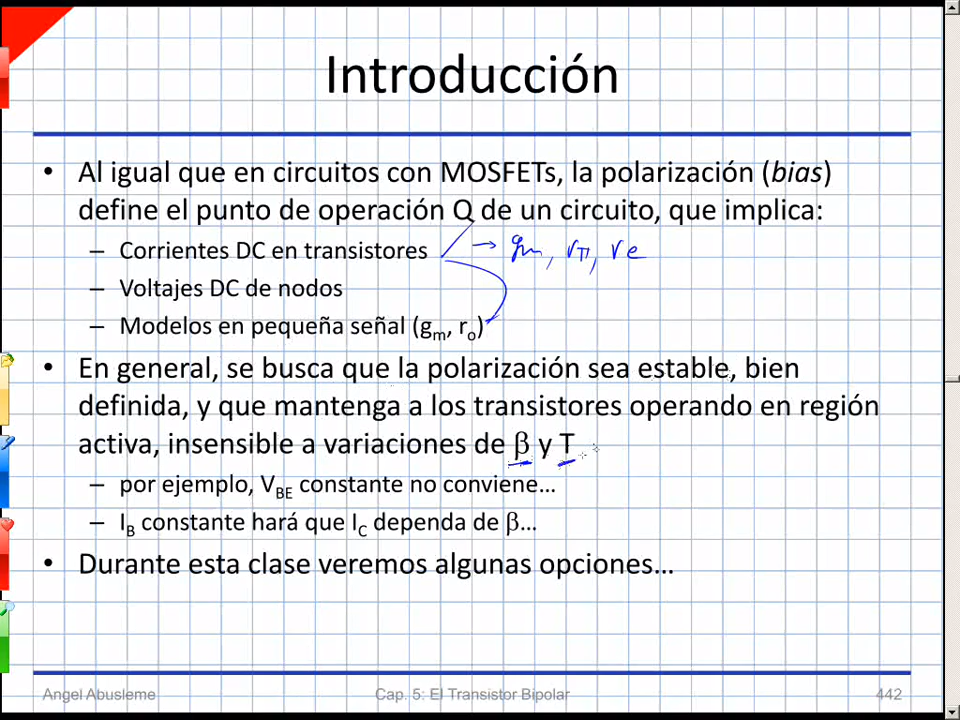 Introducción
• Al igual que en circuitos con MOSFETs, la polarización (bias)
define el punto de operación Q de un circuito, que implica:
– Corrientes DC en transistores → gm, rπ, re
– Voltajes DC de nodos
– Modelos en pequeña señal (gm, ro)
• En general, se busca que la polarización sea estable, bien
definida, y que mantenga a los transistores operando en región
activa, insensible a variaciones de β y T
– por ejemplo, VBE constante no conviene…
– IB constante hará que IC dependa de β…
• Durante esta clase veremos algunas opciones…
Angel Abusleme Cap. 5: El Transistor Bipolar 442